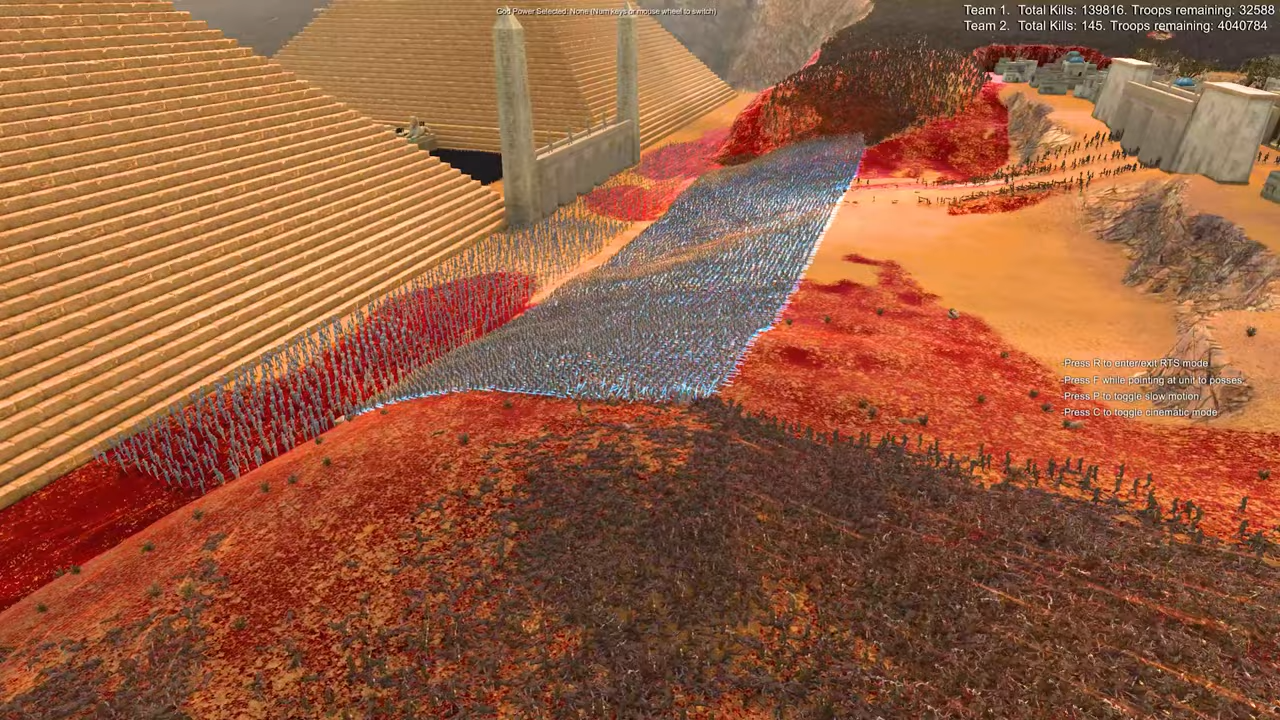 God Power Selected: None (Num keys or mouse wheel to switch)
Team 1. Total Kills: 139816. Troops remaining: 32588
Team 2. Total Kills: 145. Troops remaining: 4040784
-Press R to enter/exit RTS mode
-Press F while pointing at unit to posses.
-Press P to toggle slow motion.
-Press C to toggle cinematic mode